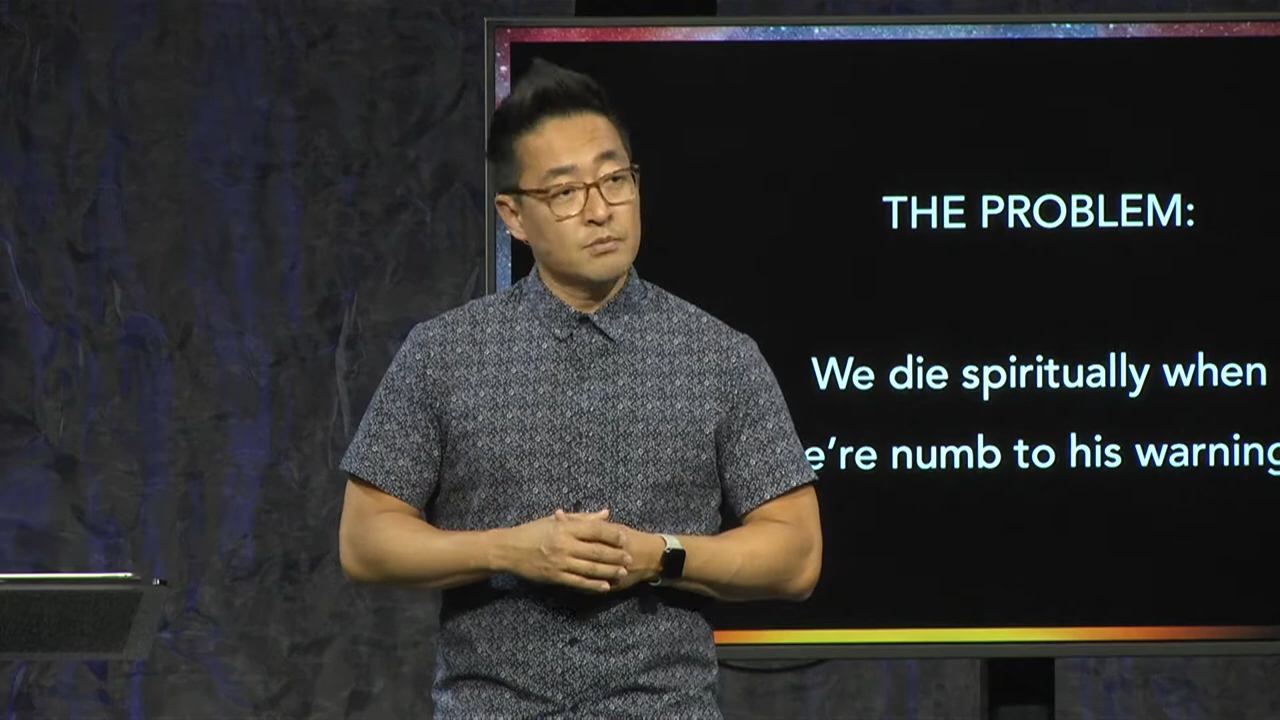 THE PROBLEM:
We die spiritually when
e’re numb to his warning